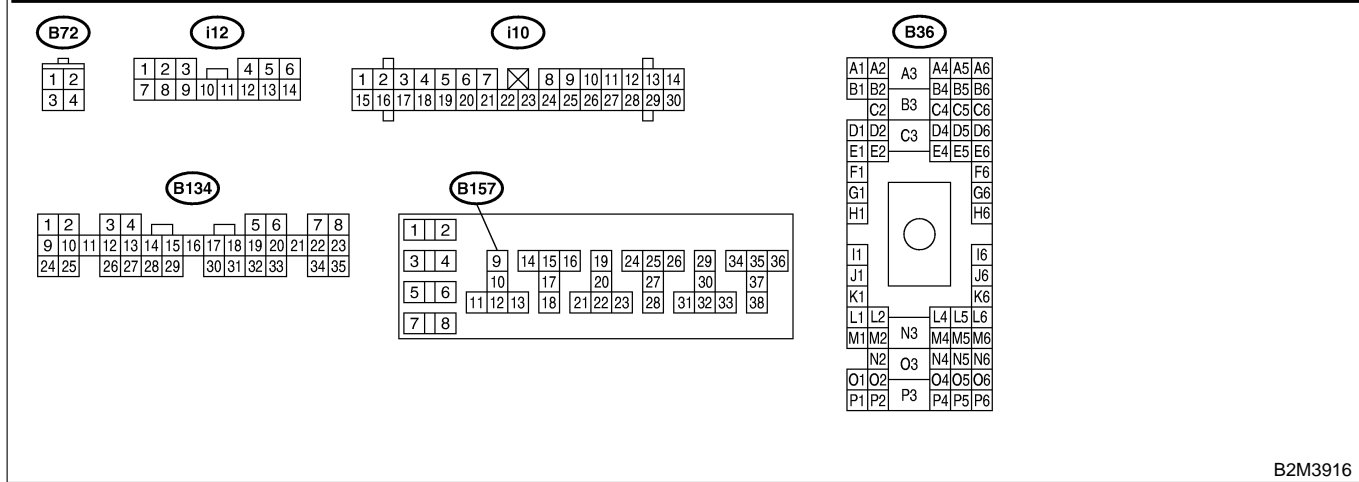 B72 i12 i10 B36
1 2
3 4
1 2 3 4 5 6
7 8 9 10 11 12 13 14
1 2 3 4 5 6 7 8 9 10 11 12 13 14
15 16 17 18 19 20 21 22 23 24 25 26 27 28 29 30
A1 A2 A3 A4 A5 A6
B1 B2 B3 B4 B5 B6
C2 C3 C4 C5 C6
D1 D2 D4 D5 D6
E1 E2 E4 E5 E6
F1 F6
G1 G6
H1 H6
I1 I6
J1 J6
K1 K6
L1 L2 L4 L5 L6
M1 M2 N3 M4 M5 M6
N2 O3 N4 N5 N6
O1 O2 O4 O5 O6
P1 P2 P3 P4 P5 P6
B134 B157
1 2 3 4 5 6 7 8
9 10 11 12 13 14 15 16 17 18 19 20 21 22 23
24 25 26 27 28 29 30 31 32 33 34 35
1 2
3 4
5 6
7 8
9 14 15 16 19 24 25 26 29 34 35 36
10 17 20 27 30 37
11 12 13 18 21 22 23 28 31 32 33 38
B2M3916